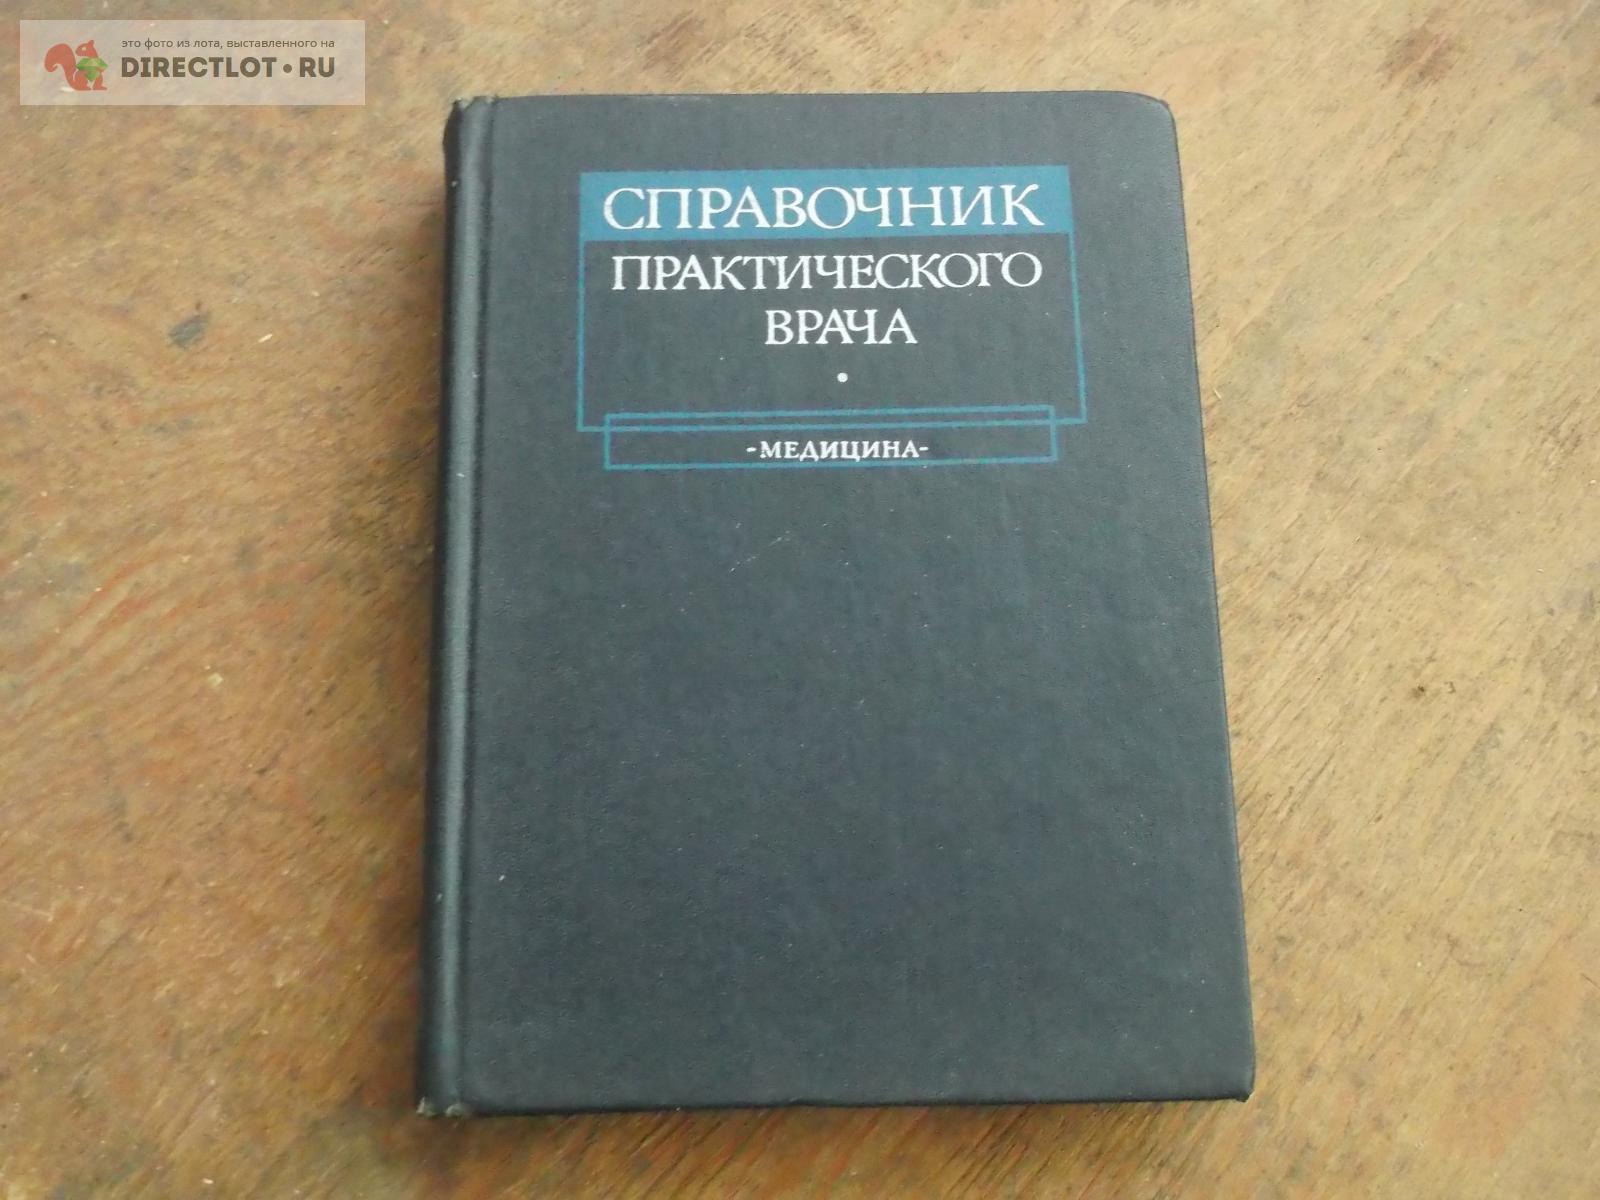 это фото из лота, выставленного на
DIRECTLOT•RU
СПРАВОЧНИК
ПРАКТИЧЕСКОГО
ВРАЧА
•
-МЕДИЦИНА-